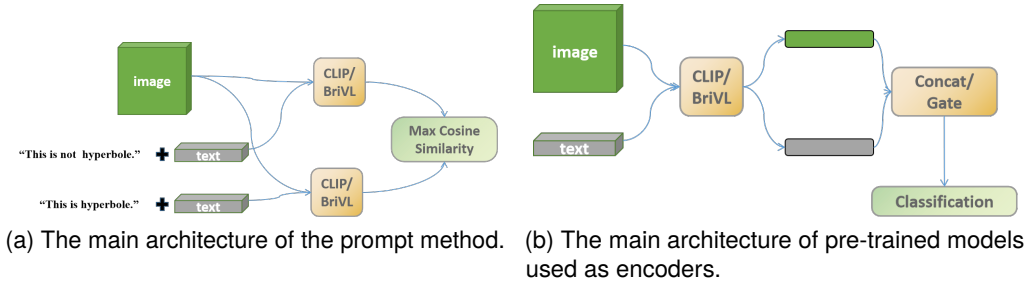 image
CLIP/
BriVL
Max Cosine
Similarity
“This is not hyperbole.”
text
CLIP/
BriVL
“This is hyperbole.”
text
(a) The main architecture of the prompt method.
image
text
CLIP/
BriVL
Concat/
Gate
Classification
(b) The main architecture of pre-trained models
used as encoders.